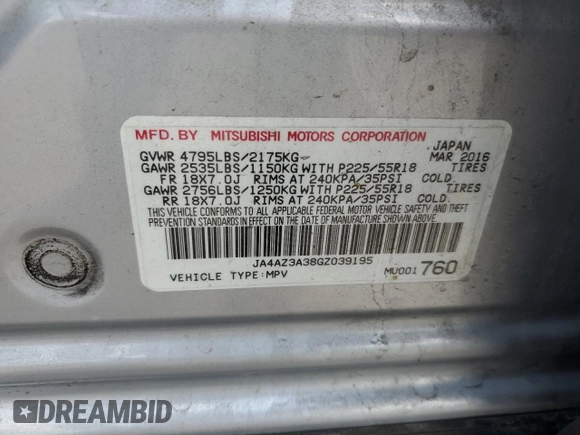 MFD. BY MITSUBISHI MOTORS CORPORATION JAPAN
GVWR 4795LBS/2175KG MAR 2016
GAWR 2535LBS/1150KG WITH P225/55R18 TIRES
FR 18X7.0J RIMS AT 240KPA/35PSI COLD.
GAWR 2756LBS/1250KG WITH P225/55R18 TIRES
RR 18X7.0J RIMS AT 240KPA/35PSI COLD.
THIS VEHICLE CONFORMS TO ALL APPLICABLE FEDERAL MOTOR VEHICLE SAFETY AND THEFT
PREVENTION STANDARDS IN EFFECT ON THE DATE OF MANUFACTURE SHOWN ABOVE.
JA4AZ3A38GZ039195
VEHICLE TYPE:MPV MU001760
DREAMBID